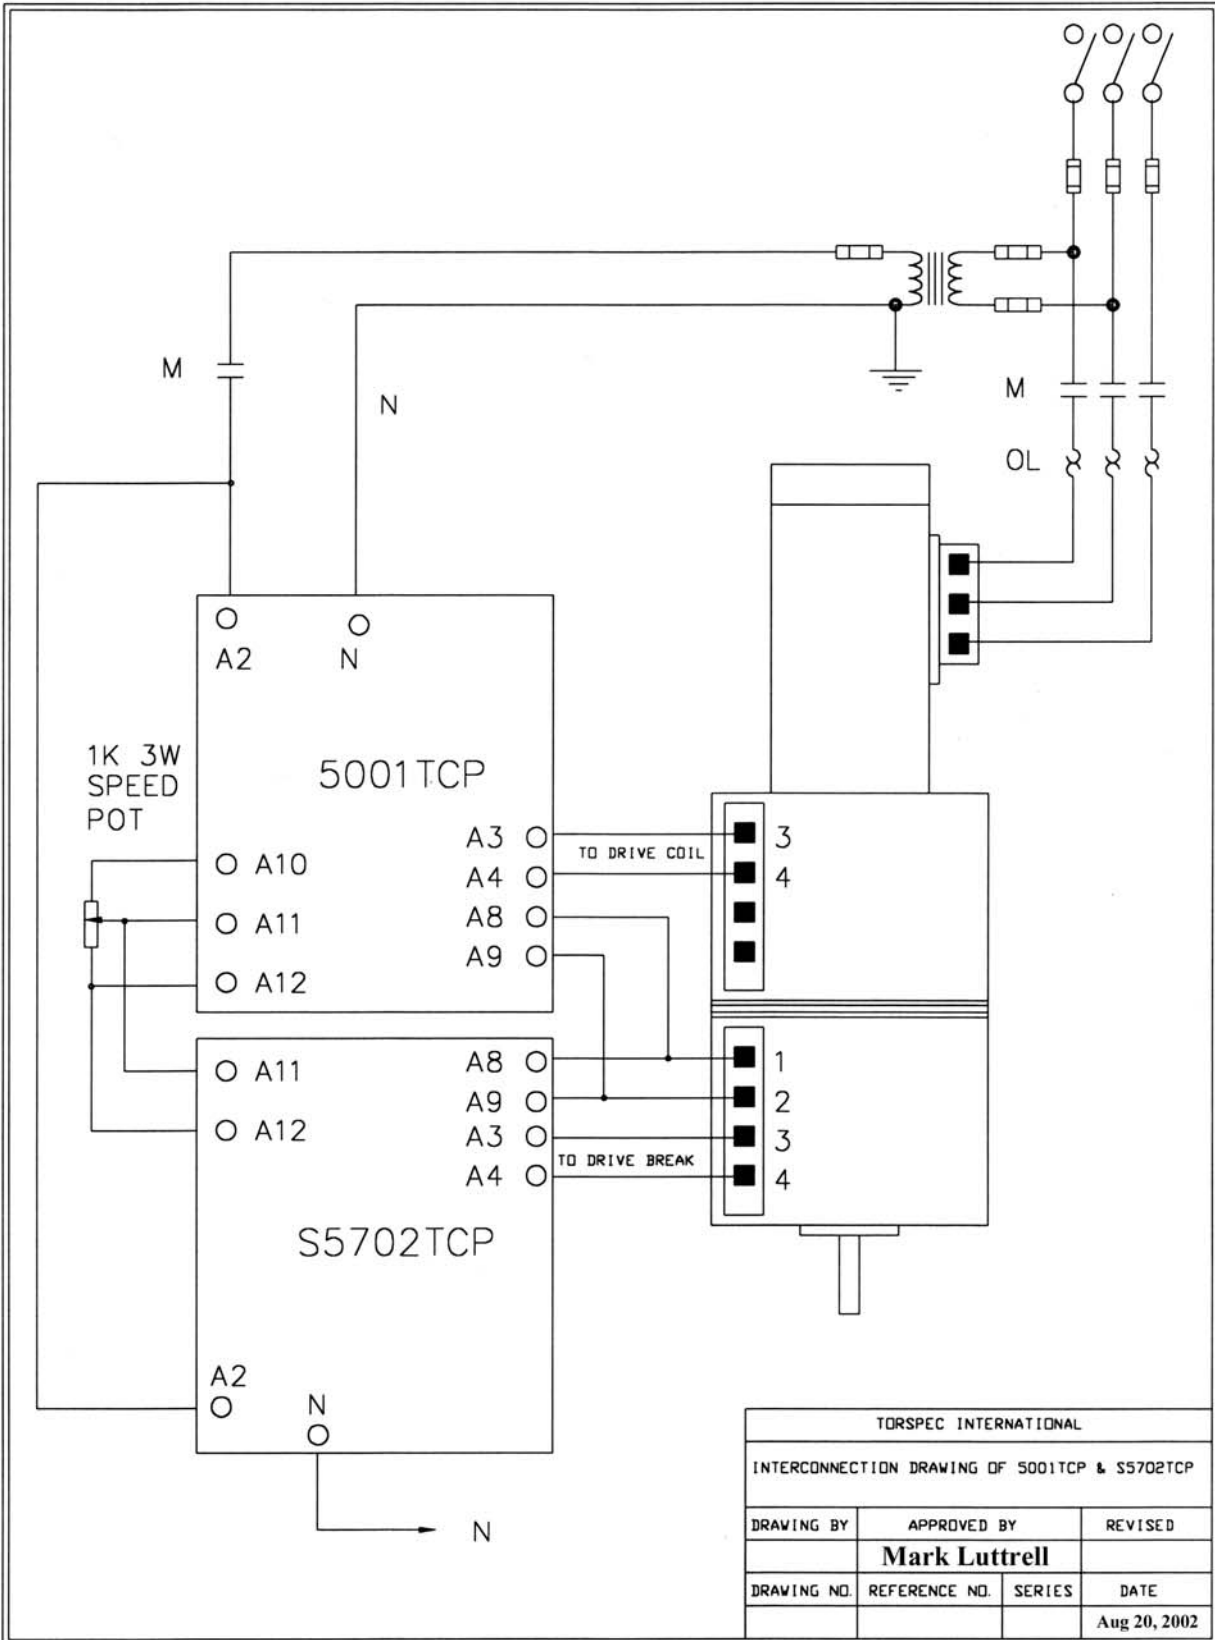 M
N
M
OL
A2
N
1K 3W
SPEED
POT
5001TCP
A3
TO DRIVE COIL
3
A10
A4
4
A11
A8
A12
A9
A11
A8
1
A12
A9
2
A3
3
TO DRIVE BREAK
A4
4
S5702TCP
A2
N
N
TORSPEC INTERNATIONAL
INTERCONNECTION DRAWING OF 5001TCP & S5702TCP
DRAWING BY
APPROVED BY
REVISED
Mark Luttrell
DRAWING NO.
REFERENCE NO.
SERIES
DATE
Aug 20, 2002